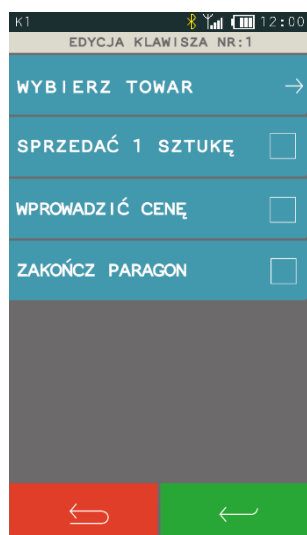 K1 12:00
EDYCJA KLAWISZA NR:1
WYBIERZ TOWAR
SPRZEDAĆ 1 SZTUKĘ
WPROWADZIĆ CENĘ
ZAKOŃCZ PARAGON